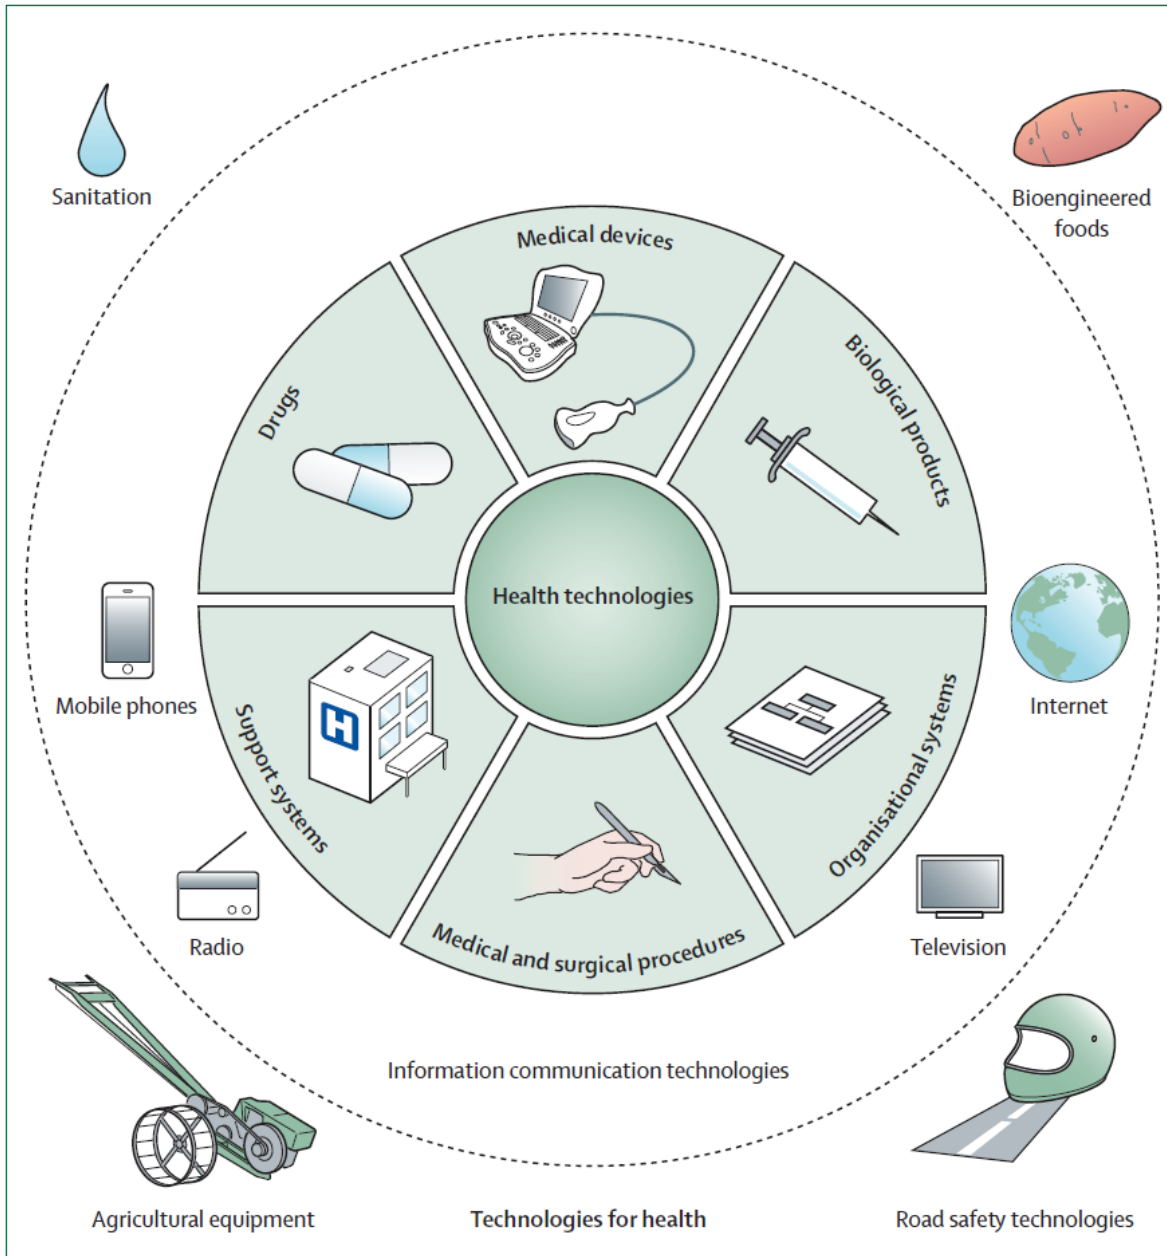 Sanitation
Bioengineered
foods
Medical devices
Drugs
Biological products
Health technologies
Mobile phones
Internet
Support systems
H
Organisational systems
Radio
Television
Medical and surgical procedures
Information communication technologies
Agricultural equipment
Technologies for health
Road safety technologies